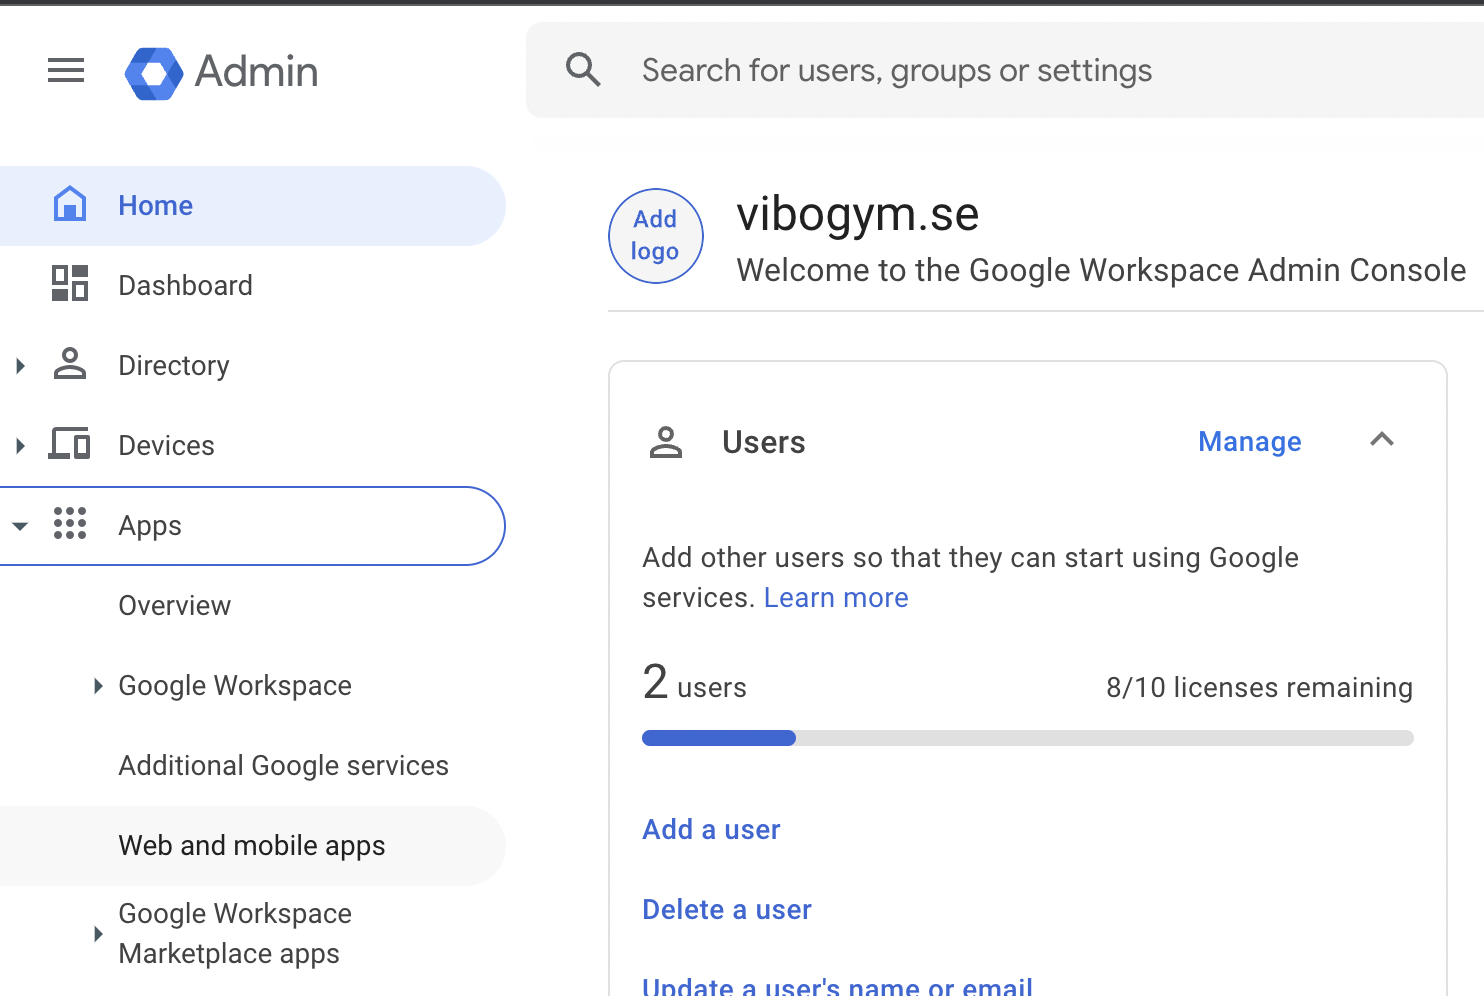 Admin
Search for users, groups or settings
Home
Dashboard
Directory
Devices
Apps
Overview
Google Workspace
Additional Google services
Web and mobile apps
Google Workspace
Marketplace apps
Add
logo
vibogym.se
Welcome to the Google Workspace Admin Console
Users
Manage
Add other users so that they can start using Google
services. Learn more
2 users
8/10 licenses remaining
Add a user
Delete a user
Update a user's name or email